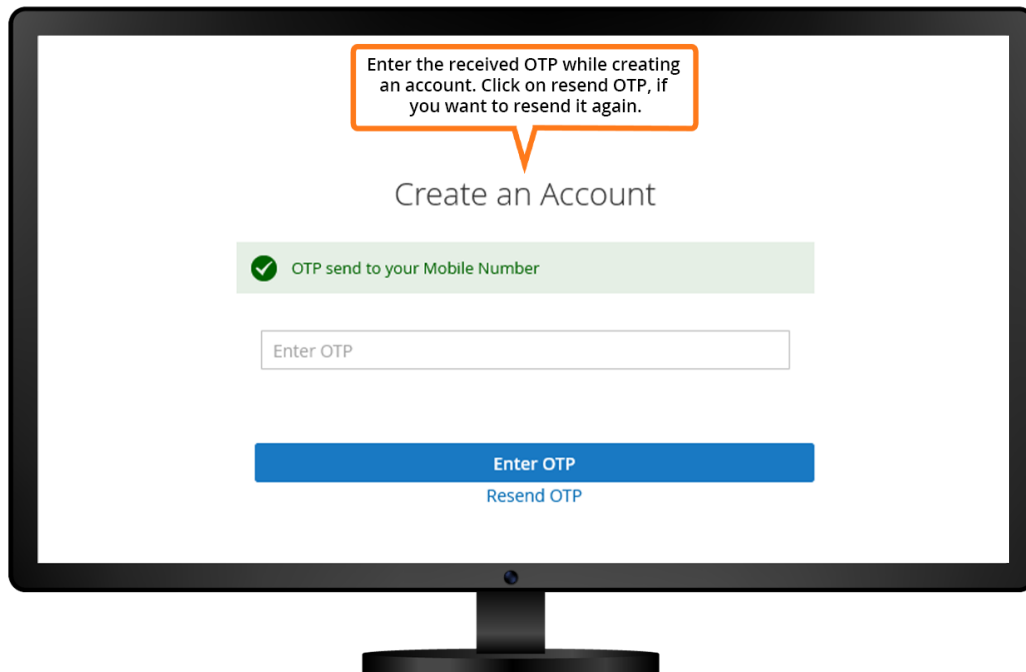 Enter the received OTP while creating
an account. Click on resend OTP, if
you want to resend it again.
Create an Account
OTP send to your Mobile Number
Enter OTP
Enter OTP
Resend OTP